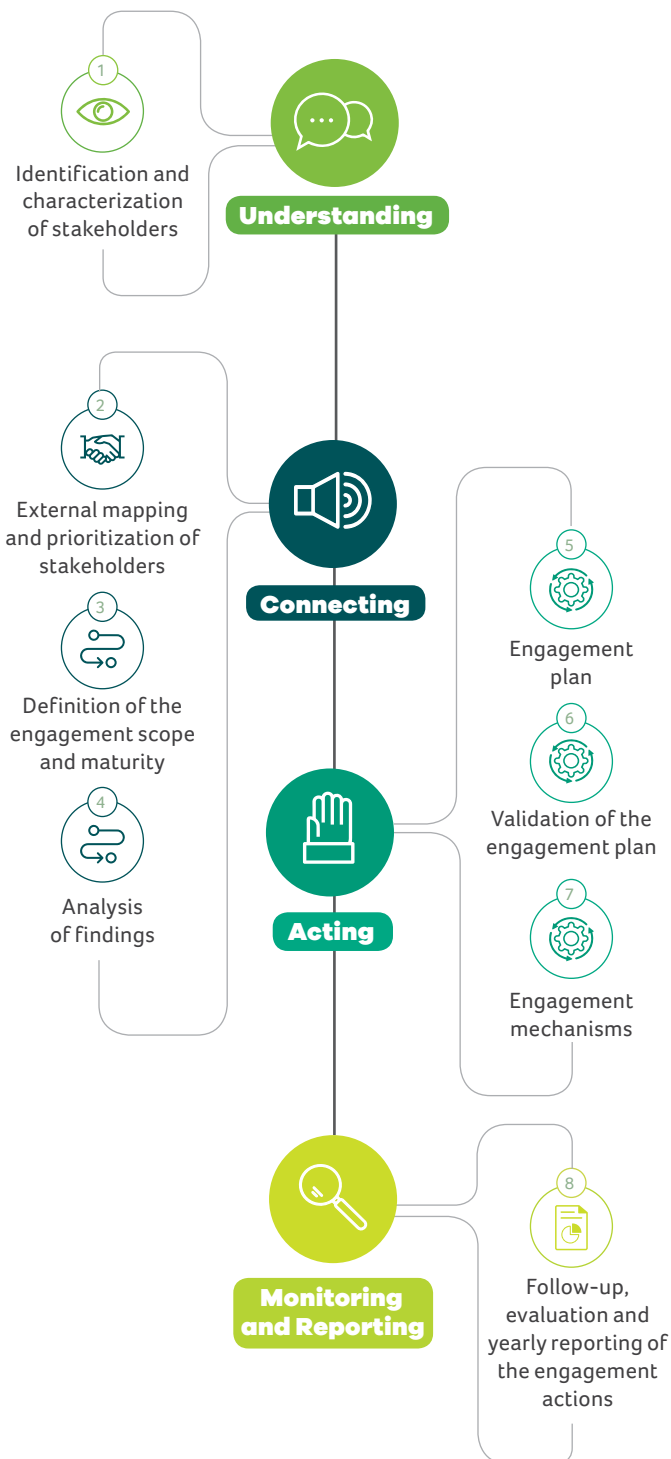 1
Identification and
characterization
of stakeholders
Understanding
2
External mapping
and prioritization of
stakeholders
3
Definition of the
engagement scope
and maturity
4
Analysis
of findings
Connecting
5
Engagement
plan
6
Validation of the
engagement plan
7
Engagement
mechanisms
Acting
8
Follow-up,
evaluation and
yearly reporting of
the engagement
actions
Monitoring
and Reporting